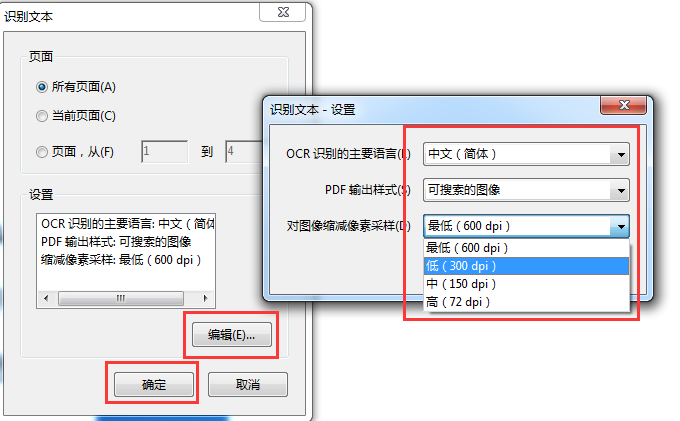 识别文本
页面
所有页面(A)
当前页面(C)
页面，从(F) 1 到 4
设置
OCR 识别的主要语言: 中文（简体
PDF 输出样式: 可搜索的图像
缩减像素采样: 最低（600 dpi）
编辑(E)...
确定 取消
识别文本 - 设置
OCR 识别的主要语言(L) 中文（简体）
PDF 输出样式(S) 可搜索的图像
对图像缩减像素采样(D) 最低（600 dpi）
最低（600 dpi）
低（300 dpi）
中（150 dpi）
高（72 dpi）